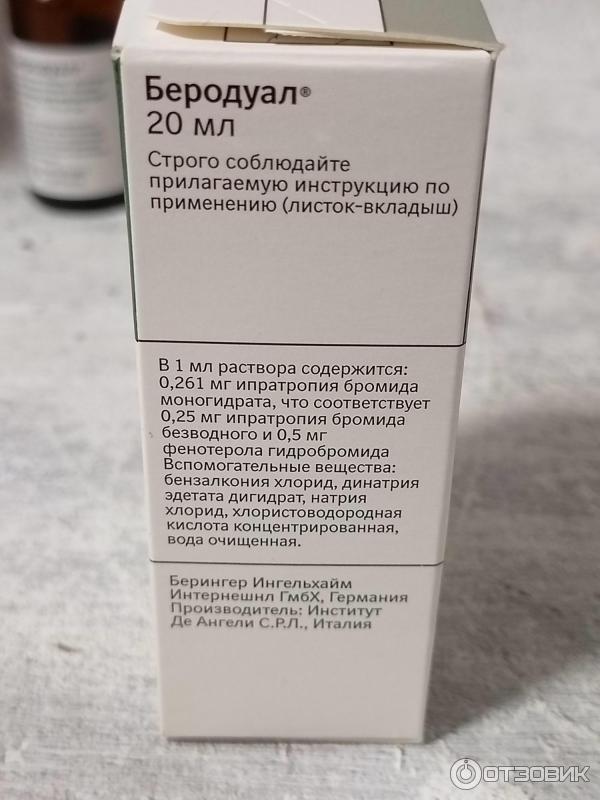 Беродуал®
20 мл
Строго соблюдайте
прилагаемую инструкцию по
применению (листок-вкладыш)
В 1 мл раствора содержится:
0,261 мг ипратропия бромида
моногидрата, что соответствует
0,25 мг ипратропия бромида
безводного и 0,5 мг
фенотерола гидробромида
Вспомогательные вещества:
бензалкония хлорид, динатрия
эдетата дигидрат, натрия
хлорид, хлористоводородная
кислота концентрированная,
вода очищенная.
Берингер Ингельхайм
Интернешнл ГмбХ, Германия
Производитель: Институт
Де Ангели С.Р.Л., Италия
ОТЗОВИК